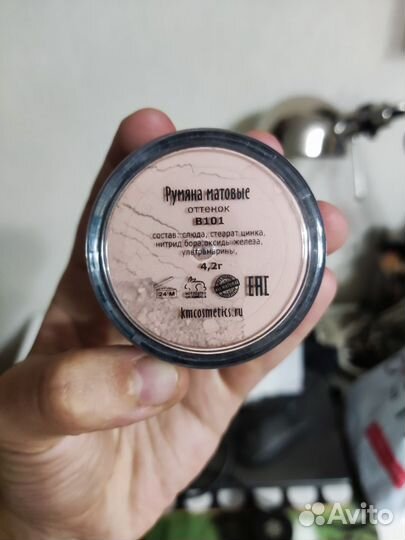 Румяна матовые
оттенок
B101
состав: слюда, стеарат цинка,
нитрид бора, оксиды железа,
ультрамарины.
4,2г
24 M
EAC
kmcosmetics.ru
Avito